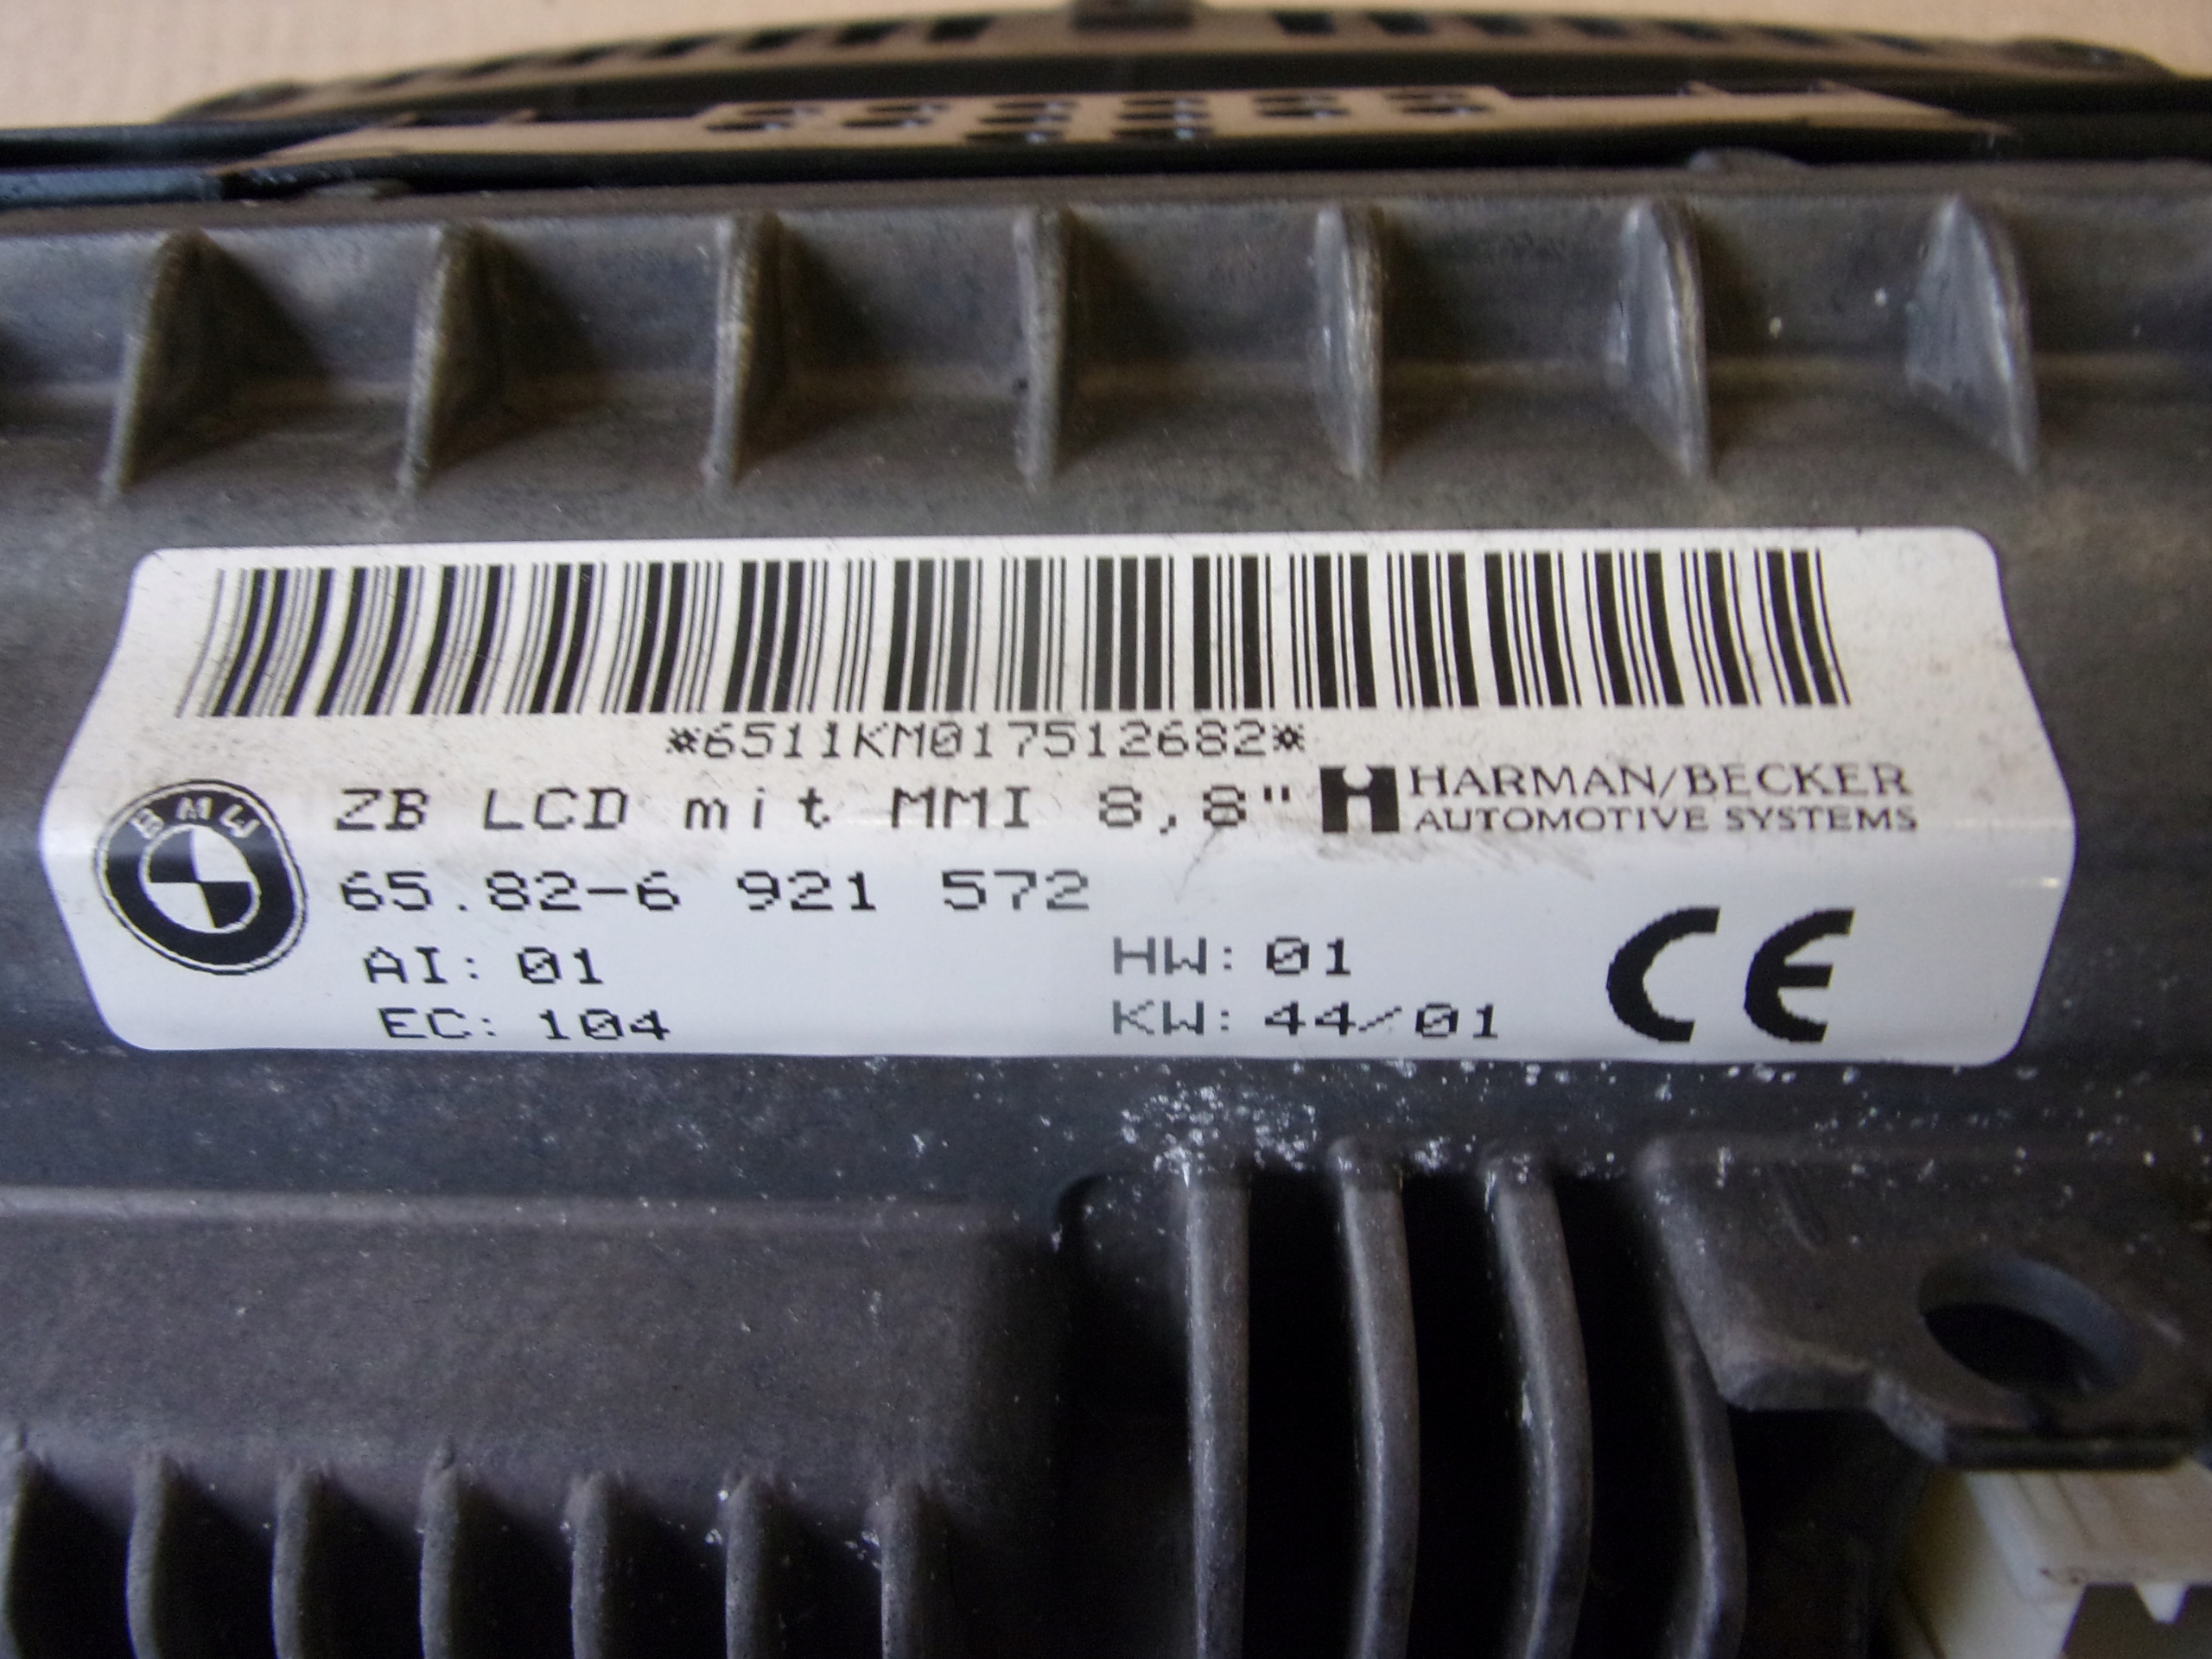 *6511KM017512682*
BMW
ZB LCD mit MMI 8,8"
HARMAN/BECKER
AUTOMOTIVE SYSTEMS
65.82-6 921 572
AI: 01
HW: 01
EC: 104
KW: 44/01
CE